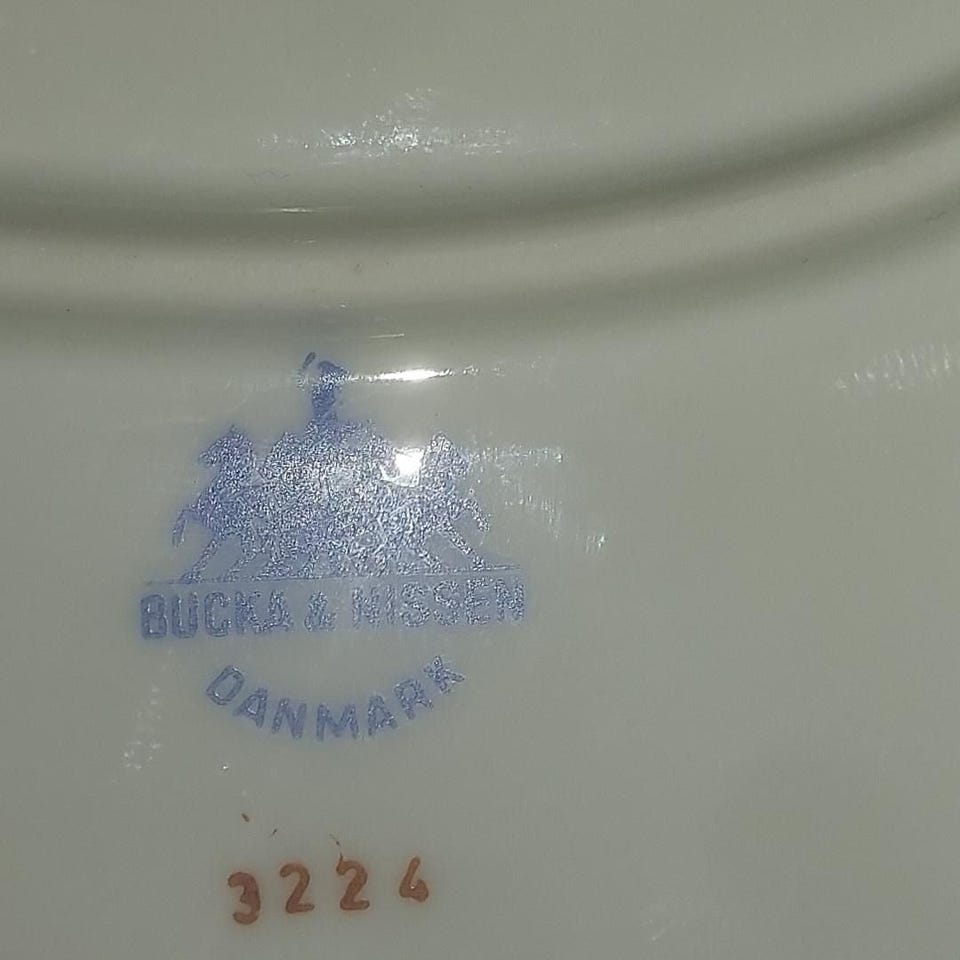 BUCKA & NISSEN
DANMARK
3224